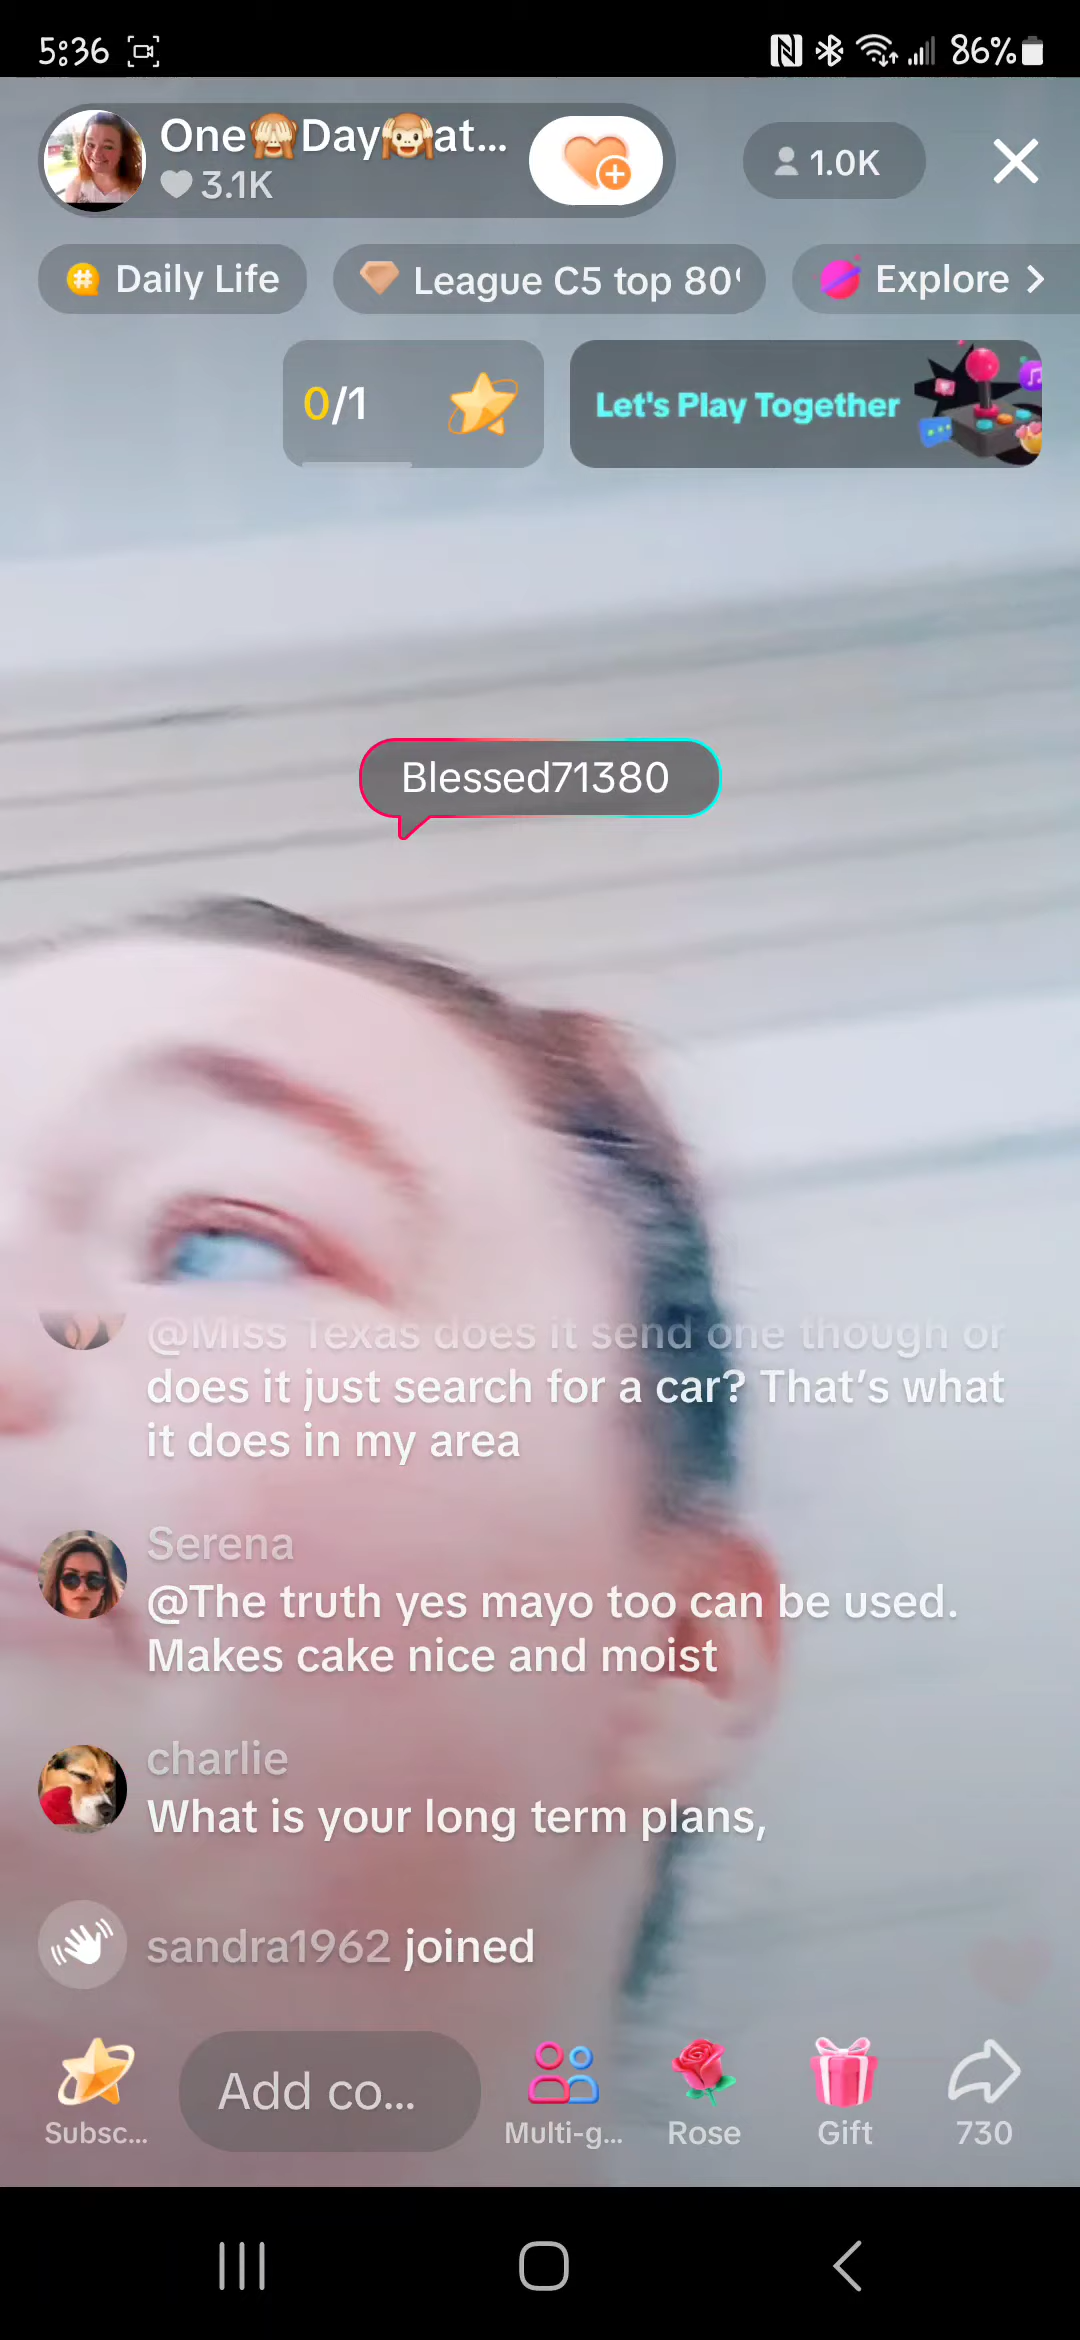 5:36 86%
One🙈Day🙉at...
3.1K
1.0K
Daily Life League C5 top 80 Explore
0/1 Let's Play Together
Blessed71380
@Miss Texas does it send one though or
does it just search for a car? That's what
it does in my area
Serena
@The truth yes mayo too can be used.
Makes cake nice and moist
charlie
What is your long term plans,
sandra1962 joined
Add co...
Subsc... Multi-g... Rose Gift 730